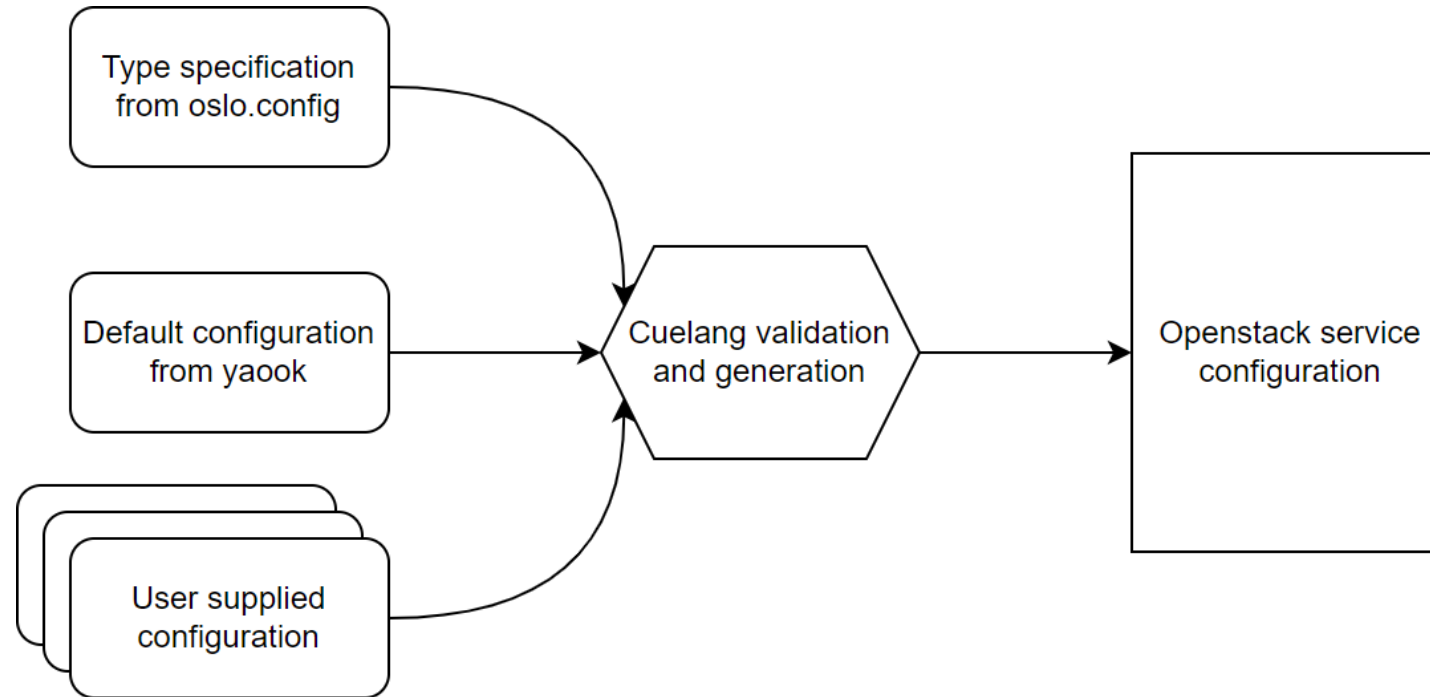 Type specification
from oslo.config
Default configuration
from yaook
User supplied
configuration
Cuelang validation
and generation
Openstack service
configuration